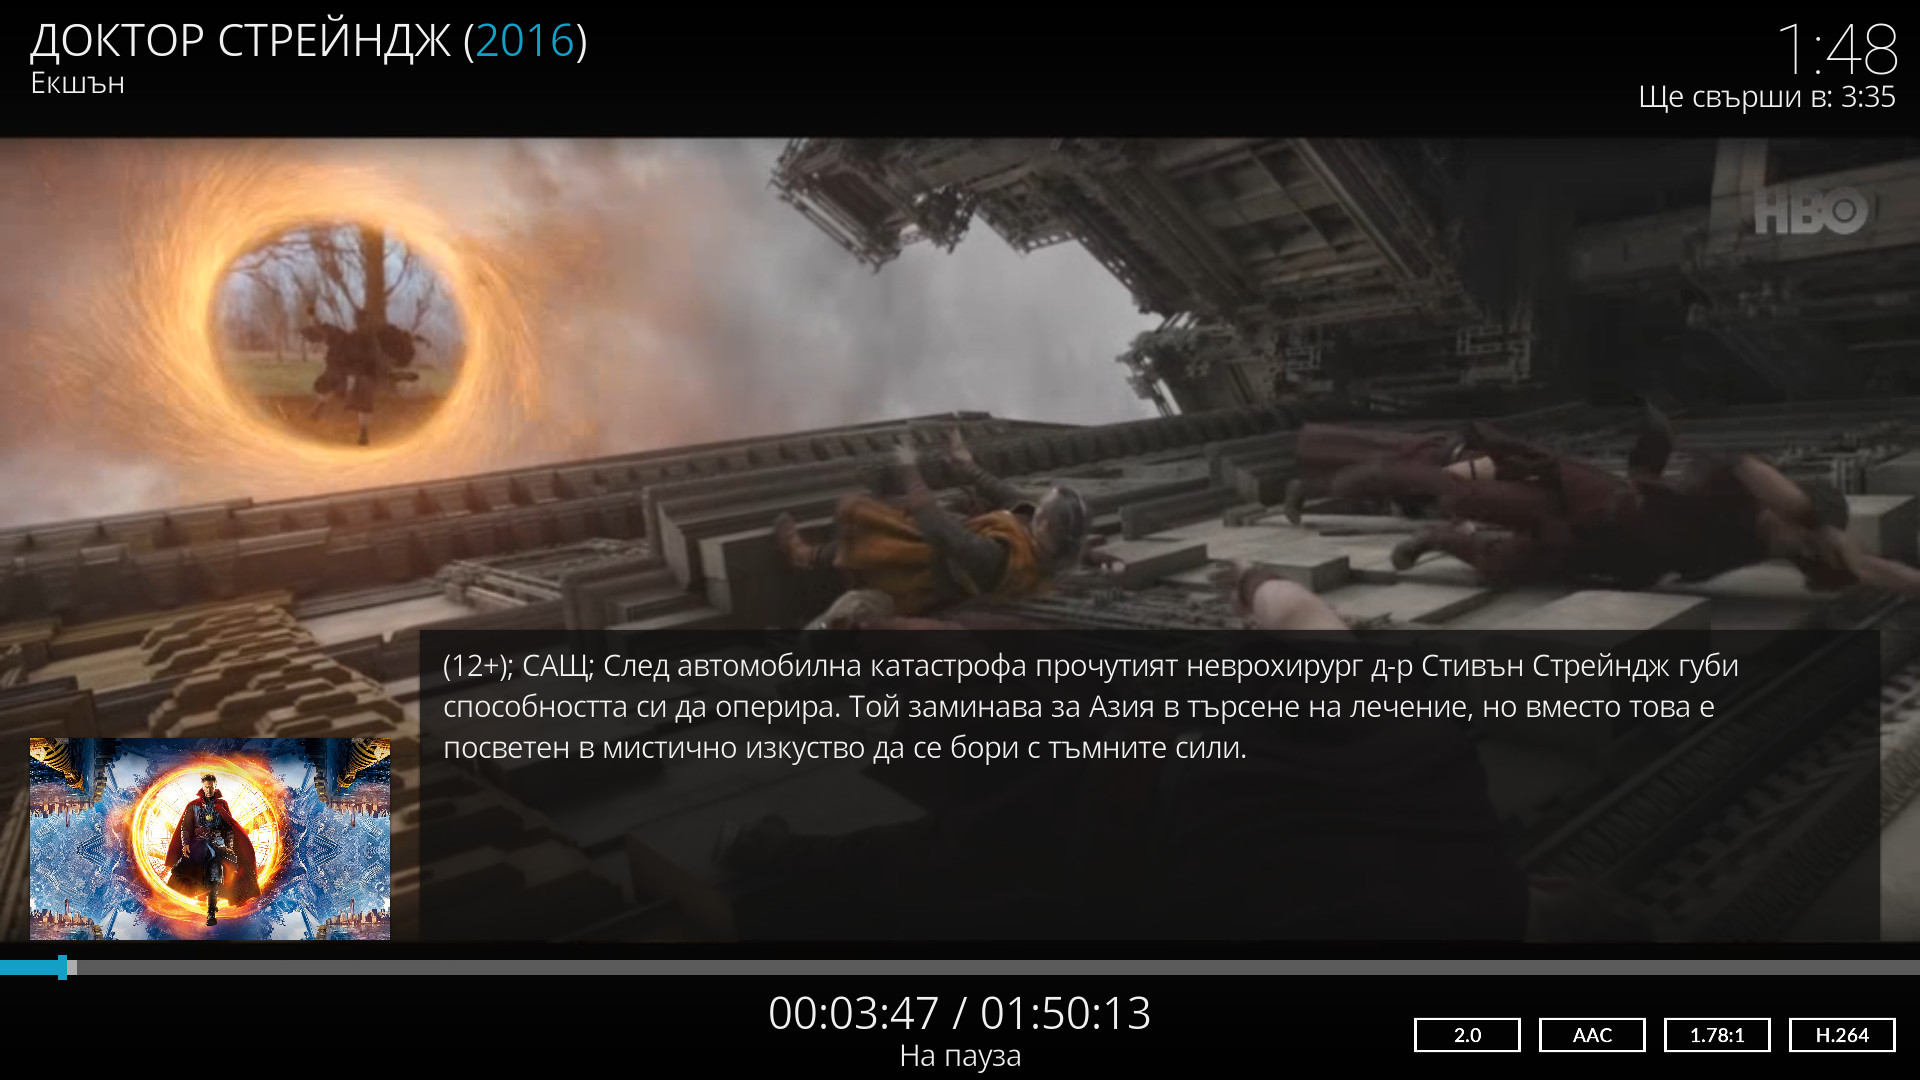 ДОКТОР СТРЕЙНДЖ (2016)
Екшън
1:48
Ще свърши в: 3:35
HBO
(12+); САЩ; След автомобилна катастрофа прочутият неврохирург д-р Стивън Стрейндж губи
способността си да оперира. Той заминава за Азия в търсене на лечение, но вместо това е
посветен в мистично изкуство да се бори с тъмните сили.
00:03:47 / 01:50:13
На пауза
2.0
AAC
1.78:1
H.264